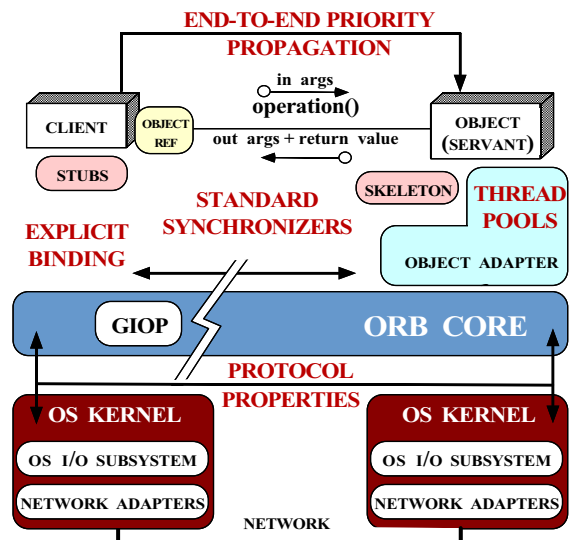 END-TO-END PRIORITY
PROPAGATION
in args
operation()
out args + return value
CLIENT
OBJECT
REF
OBJECT
(SERVANT)
STUBS
SKELETON
THREAD
POOLS
STANDARD
SYNCHRONIZERS
EXPLICIT
BINDING
OBJECT ADAPTER
GIOP
ORB CORE
PROTOCOL
PROPERTIES
OS KERNEL
OS I/O SUBSYSTEM
NETWORK ADAPTERS
OS KERNEL
OS I/O SUBSYSTEM
NETWORK ADAPTERS
NETWORK